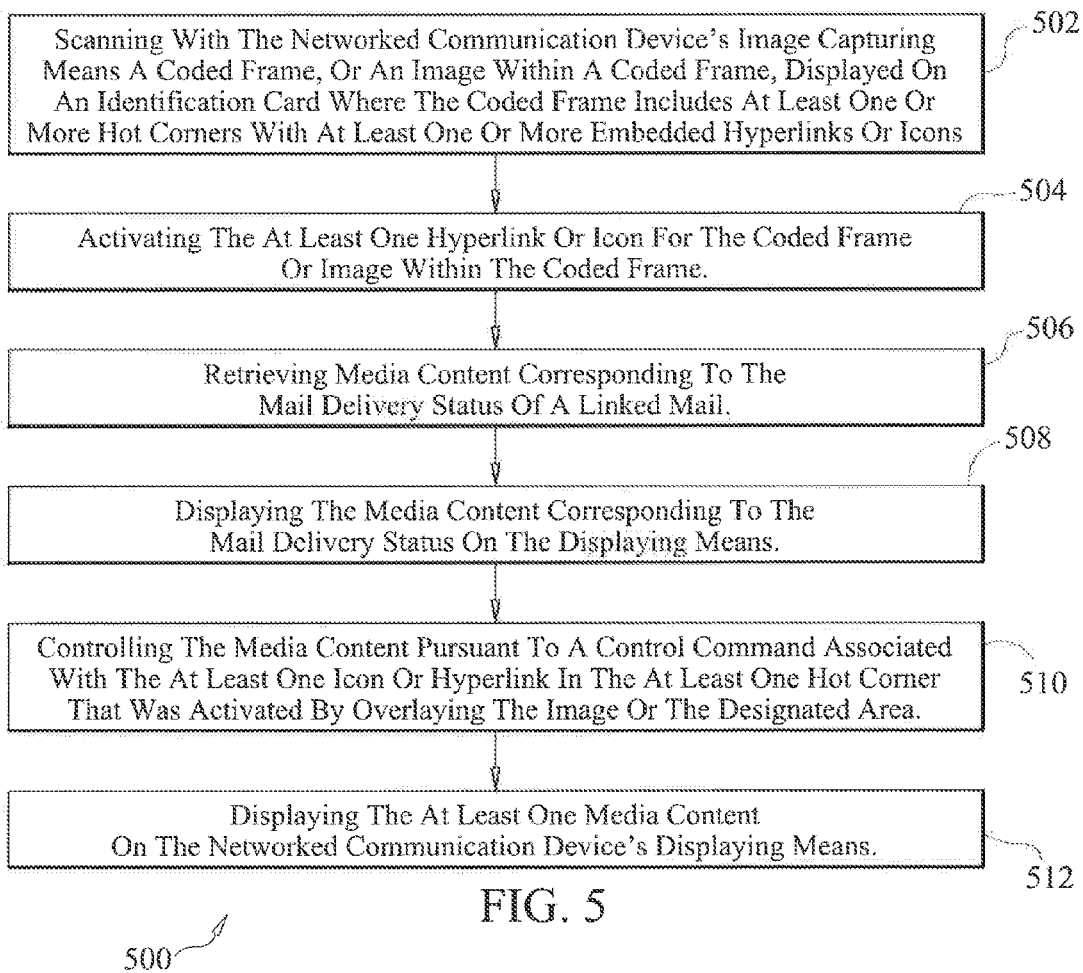 Scanning With The Networked Communication Device's Image Capturing
Means A Coded Frame, Or An Image Within A Coded Frame, Displayed On
An Identification Card Where The Coded Frame Includes At Least One Or
More Hot Corners With At Least One Or More Embedded Hyperlinks Or Icons
502
504
Activating The At Least One Hyperlink Or Icon For The Coded Frame
Or Image Within The Coded Frame.
506
Retrieving Media Content Corresponding To The
Mail Delivery Status Of A Linked Mail.
508
Displaying The Media Content Corresponding To The
Mail Delivery Status On The Displaying Means.
Controlling The Media Content Pursuant To A Control Command Associated
With The At Least One Icon Or Hyperlink In The At Least One Hot Corner
That Was Activated By Overlaying The Image Or The Designated Area.
510
Displaying The At Least One Media Content
On The Networked Communication Device's Displaying Means.
512
FIG. 5
500